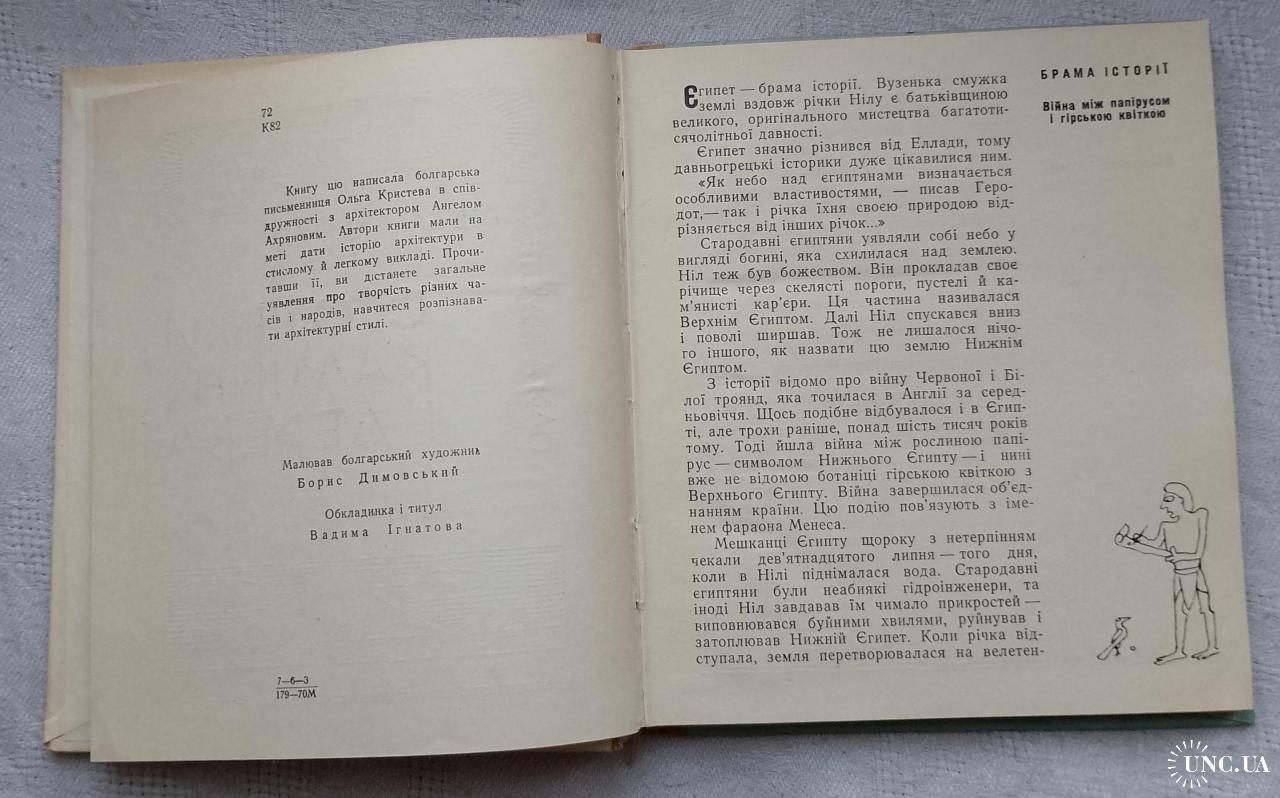 72
К82
Книгу цю написала болгарська
письменниця Ольга Кристева в спів-
дружності з архітектором Ангелом
Ахряновим. Автори книги мали на
меті дати історію архітектури в
стислому й легкому викладі. Прочи-
тавши її, ви дістанете загальне
уявлення про творчість різних ча-
сів і народів, навчитеся розпізнава-
ти архітектурні стилі.
Малював болгарський художник
Борис Димовський
Обкладинка і титул
Вадима Ігнатова
7—6—3
179—70М
БРАМА ІСТОРІЇ
Війна між папірусом
і гірською квіткою
Єгипет — брама історії. Вузенька смужка
землі вздовж річки Нілу є батьківщиною
великого, оригінального мистецтва багатоти-
сячолітньої давності.
Єгипет значно різнився від Еллади, тому
давньогрецькі історики дуже цікавилися ним.
«Як небо над єгиптянами визначається
особливими властивостями, — писав Геро-
дот,— так і річка їхня своєю природою від-
різняється від інших річок...»
Стародавні єгиптяни уявляли собі небо у
вигляді богині, яка схилилася над землею.
Ніл теж був божеством. Він прокладав своє
річище через скелясті пороги, пустелі й ка-
м'янисті кар'єри. Ця частина називалася
Верхнім Єгиптом. Далі Ніл спускався вниз
і поволі ширшав. Тож не лишалося нічо-
го іншого, як назвати цю землю Нижнім
Єгиптом.
З історії відомо про війну Червоної і Бі-
лої троянд, яка точилася в Англії за серед-
ньовіччя. Щось подібне відбувалося і в Єгип-
ті, але трохи раніше, понад шість тисяч років
тому. Тоді йшла війна між рослиною папі-
рус — символом Нижнього Єгипту — і нині
вже не відомою ботаніці гірською квіткою з
Верхнього Єгипту. Війна завершилася об'єд-
нанням країни. Цю подію пов'язують з іме-
нем фараона Менеса.
Мешканці Єгипту щороку з нетерпінням
чекали дев'ятнадцятого липня — того дня,
коли в Нілі піднімалася вода. Стародавні
єгиптяни були неабиякі гідроінженери, та
іноді Ніл завдавав їм чимало прикростей —
виповнювався буйними хвилями, руйнував і
затоплював Нижній Єгипет. Коли річка від-
ступала, земля перетворювалася на велетен-
UNC.UA